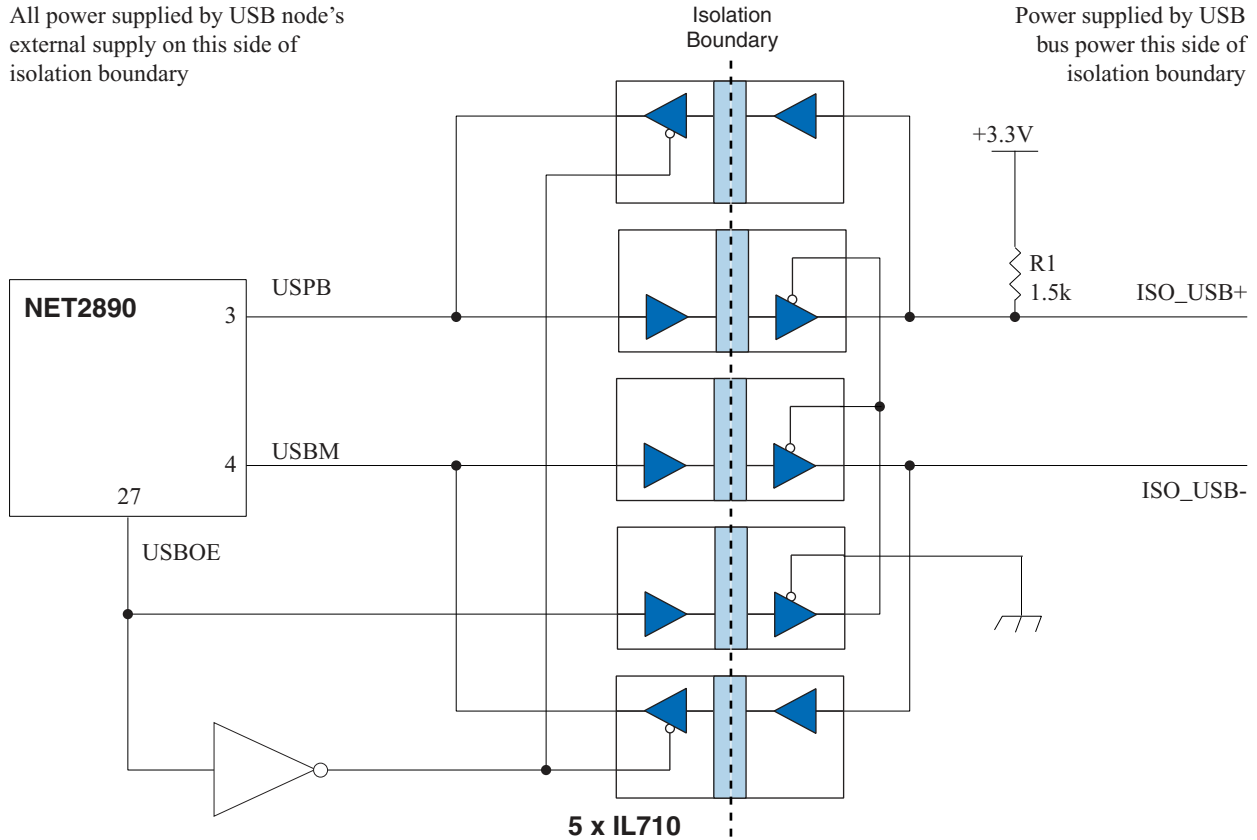 All power supplied by USB node's
external supply on this side of
isolation boundary
Isolation
Boundary
Power supplied by USB
bus power this side of
isolation boundary
+3.3V
R1
1.5k
NET2890
3
USPB
ISO_USB+
4
USBM
ISO_USB-
27
USBOE
5 x IL710